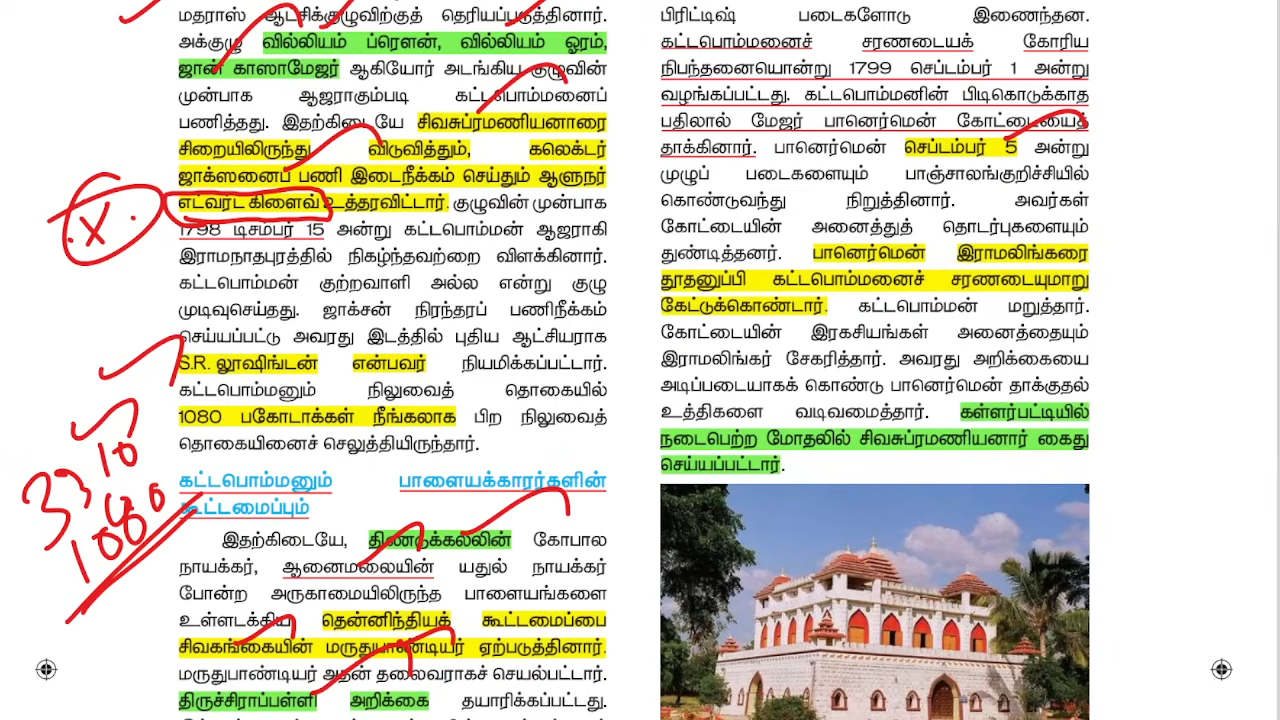 மதராஸ் ஆட்சிக்குழுவிற்குத் தெரியப்படுத்தினார்.
அக்குழு வில்லியம் ப்ரௌன், வில்லியம் ஓரம்,
ஜான் காஸாமேஜர் ஆகியோர் அடங்கிய குழுவின்
முன்பாக ஆஜராகும்படி கட்டபொம்மனைப்
பணித்தது. இதற்கிடையே சிவசுப்ரமணியனாரை
சிறையிலிருந்து விடுவித்தும், கலெக்டர்
ஜாக்ஸனைப் பணி இடைநீக்கம் செய்தும் ஆளுநர்
எட்வர்ட் கிளைவ் உத்தரவிட்டார். குழுவின் முன்பாக
1798 டிசம்பர் 15 அன்று கட்டபொம்மன் ஆஜராகி
இராமநாதபுரத்தில் நிகழ்ந்தவற்றை விளக்கினார்.
கட்டபொம்மன் குற்றவாளி அல்ல என்று குழு
முடிவுசெய்தது. ஜாக்சன் நிரந்தரப் பணிநீக்கம்
செய்யப்பட்டு அவரது இடத்தில் புதிய ஆட்சியராக
S.R. லூஷிங்டன் என்பவர் நியமிக்கப்பட்டார்.
கட்டபொம்மனும் நிலுவைத் தொகையில்
1080 பகோடாக்கள் நீங்கலாக பிற நிலுவைத்
தொகையினைச் செலுத்தியிருந்தார்.
கட்டபொம்மனும் பாளையக்காரர்களின்
கூட்டமைப்பும்
இதற்கிடையே, திண்டுக்கல்லின் கோபால
நாயக்கர், ஆனைமலையின் யதுல் நாயக்கர்
போன்ற அருகாமையிலிருந்த பாளையங்களை
உள்ளடக்கிய தென்னிந்தியக் கூட்டமைப்பை
சிவகங்கையின் மருதுபாண்டியர் ஏற்படுத்தினார்.
மருதுபாண்டியர் அதன் தலைவராகச் செயல்பட்டார்.
திருச்சிராப்பள்ளி அறிக்கை தயாரிக்கப்பட்டது.
X
3310
1080
பிரிட்டிஷ் படைகளோடு இணைந்தன.
கட்டபொம்மனைச் சரணடையக் கோரிய
நிபந்தனையொன்று 1799 செப்டம்பர் 1 அன்று
வழங்கப்பட்டது. கட்டபொம்மனின் பிடிகொடுக்காத
பதிலால் மேஜர் பானெர்மென் கோட்டையைத்
தாக்கினார். பானெர்மென் செப்டம்பர் 5 அன்று
முழுப் படைகளையும் பாஞ்சாலங்குறிச்சியில்
கொண்டுவந்து நிறுத்தினார். அவர்கள்
கோட்டையின் அனைத்துத் தொடர்புகளையும்
துண்டித்தனர். பானெர்மென் இராமலிங்கரை
தூதனுப்பி கட்டபொம்மனைச் சரணடையுமாறு
கேட்டுக்கொண்டார். கட்டபொம்மன் மறுத்தார்.
கோட்டையின் இரகசியங்கள் அனைத்தையும்
இராமலிங்கர் சேகரித்தார். அவரது அறிக்கையை
அடிப்படையாகக் கொண்டு பானெர்மென் தாக்குதல்
உத்திகளை வடிவமைத்தார். கள்ளர்பட்டியில்
நடைபெற்ற மோதலில் சிவசுப்ரமணியனார் கைது
செய்யப்பட்டார்.